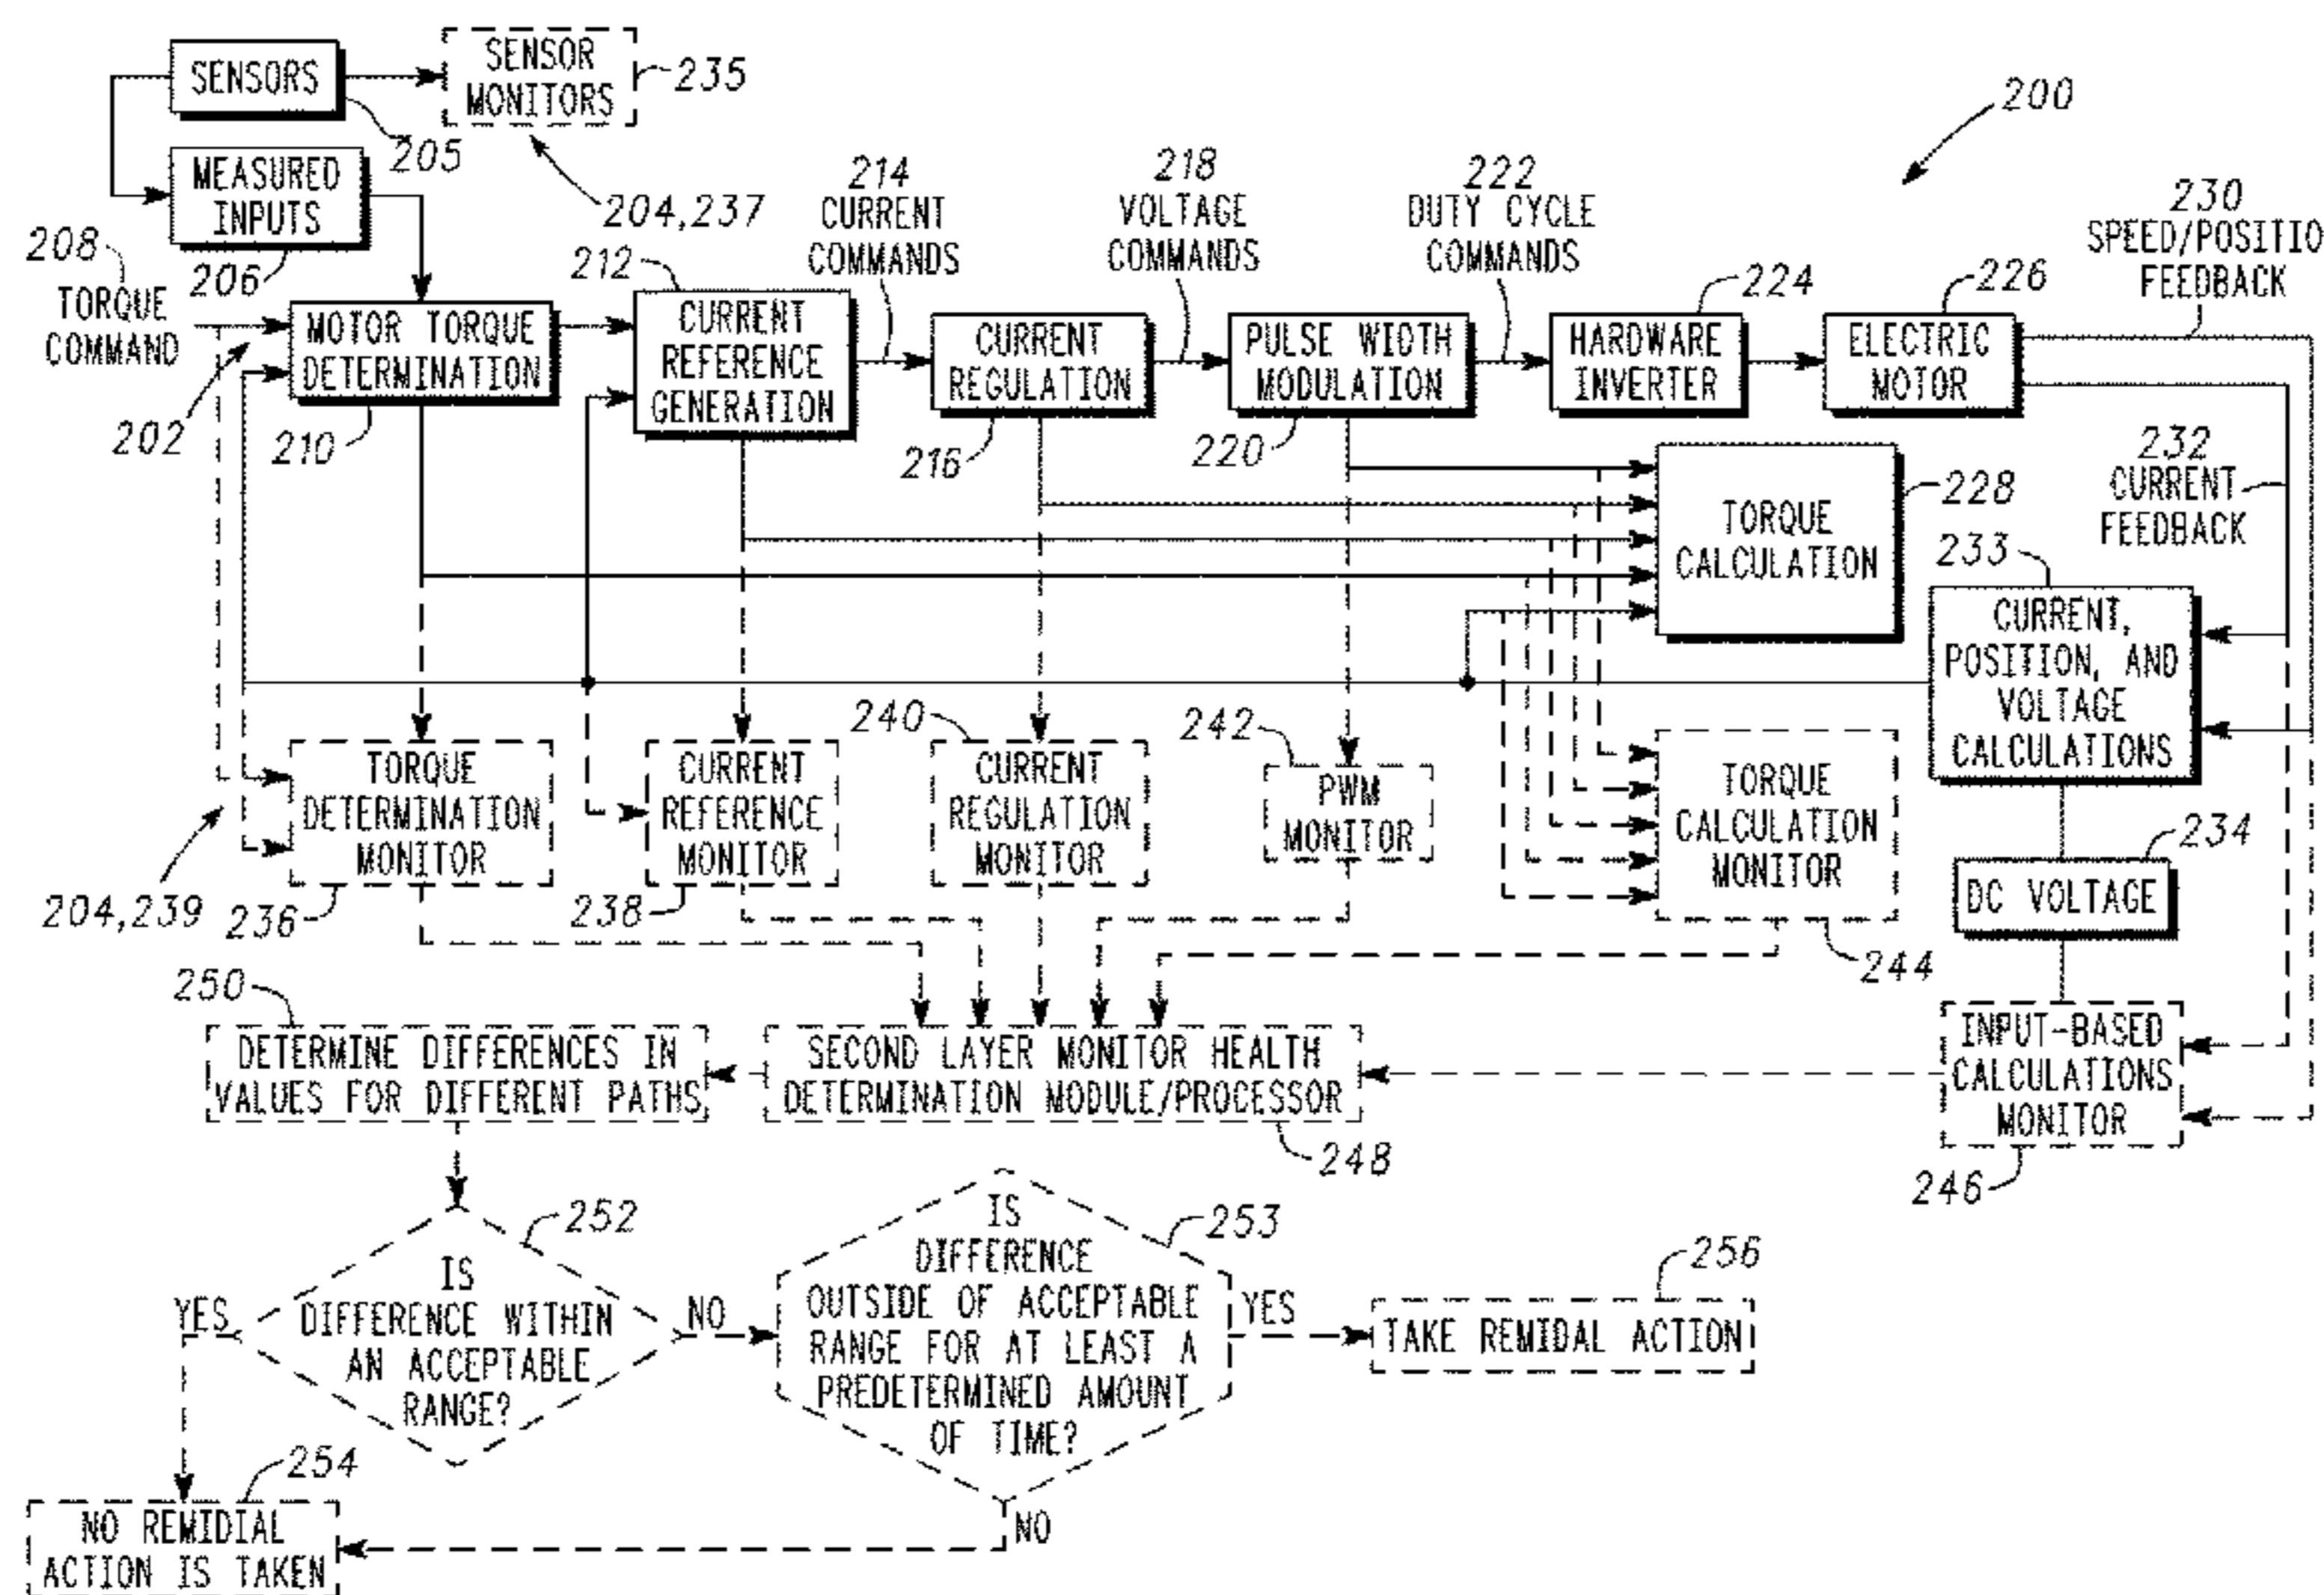 SENSORS
205
SENSOR
MONITORS
235
204,237
200
MEASURED
INPUTS
206
208
TORQUE
COMMAND
202
MOTOR TORQUE
DETERMINATION
210
212
CURRENT
REFERENCE
GENERATION
214
CURRENT
COMMANDS
CURRENT
REGULATION
216
218
VOLTAGE
COMMANDS
PULSE WIDTH
MODULATION
220
222
DUTY CYCLE
COMMANDS
HARDWARE
INVERTER
224
ELECTRIC
MOTOR
226
230
SPEED/POSITIO
FEEDBACK
232
CURRENT
FEEDBACK
TORQUE
CALCULATION
228
233
CURRENT,
POSITION, AND
VOLTAGE
CALCULATIONS
DC VOLTAGE
234
204,239
TORQUE
DETERMINATION
MONITOR
236
CURRENT
REFERENCE
MONITOR
238
240
CURRENT
REGULATION
MONITOR
242
PWM
MONITOR
TORQUE
CALCULATION
MONITOR
244
INPUT-BASED
CALCULATIONS
MONITOR
246
250
DETERMINE DIFFERENCES IN
VALUES FOR DIFFERENT PATHS
SECOND LAYER MONITOR HEALTH
DETERMINATION MODULE/PROCESSOR
248
252
IS
DIFFERENCE WITHIN
AN ACCEPTABLE
RANGE?
YES
NO
253
IS
DIFFERENCE
OUTSIDE OF ACCEPTABLE
RANGE FOR AT LEAST A
PREDETERMINED AMOUNT
OF TIME?
YES
NO
256
TAKE REMIDAL ACTION
254
NO REMIDIAL
ACTION IS TAKEN